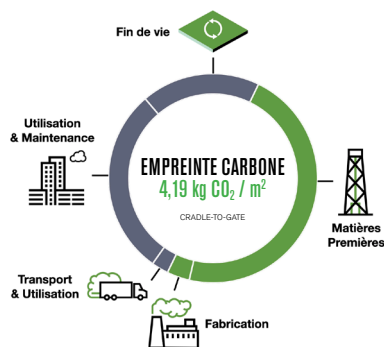 Fin de vie
Utilisation
& Maintenance
EMPREINTE CARBONE
4,19 kg CO₂ / m²
CRADLE-TO-GATE
Matières
Premières
Transport
& Utilisation
Fabrication